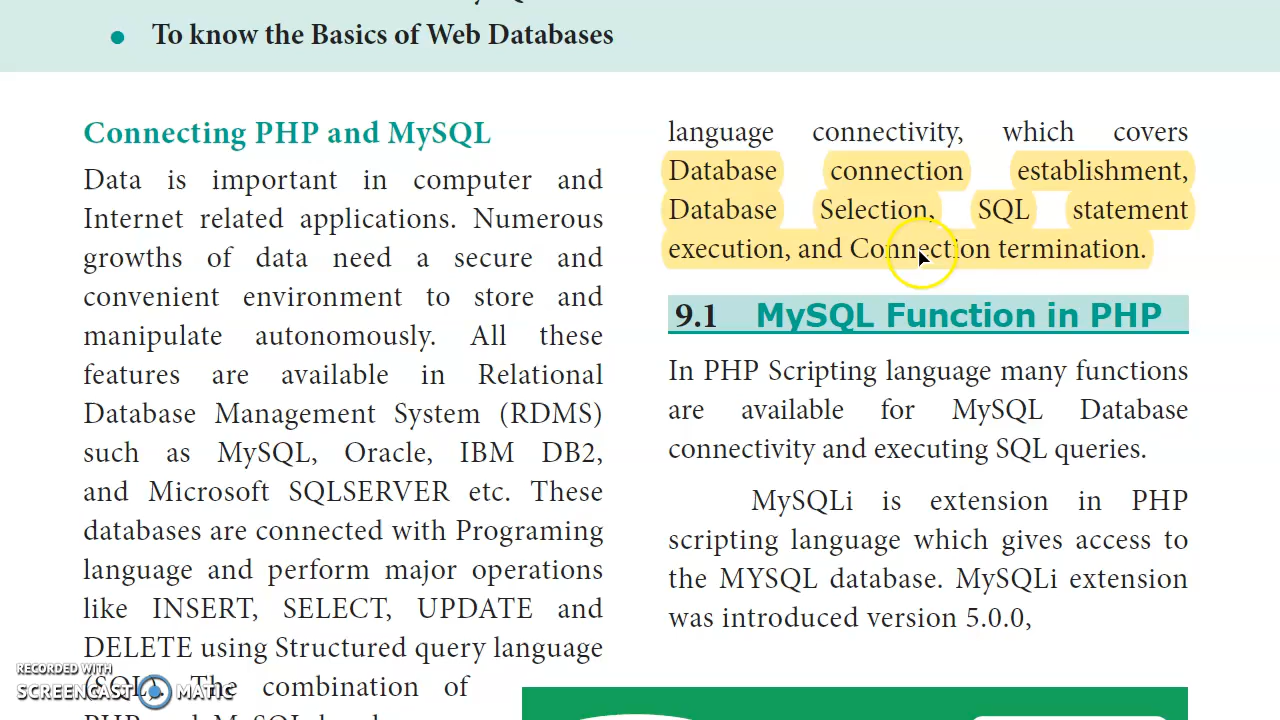 To know the Basics of Web Databases
Connecting PHP and MySQL
Data is important in computer and
Internet related applications. Numerous
growths of data need a secure and
convenient environment to store and
manipulate autonomously. All these
features are available in Relational
Database Management System (RDMS)
such as MySQL, Oracle, IBM DB2,
and Microsoft SQLSERVER etc. These
databases are connected with Programing
language and perform major operations
like INSERT, SELECT, UPDATE and
DELETE using Structured query language
(SQL). The combination of
language connectivity, which covers
Database connection establishment,
Database Selection, SQL statement
execution, and Connection termination.
9.1 MySQL Function in PHP
In PHP Scripting language many functions
are available for MySQL Database
connectivity and executing SQL queries.
MySQLi is extension in PHP
scripting language which gives access to
the MYSQL database. MySQLi extension
was introduced version 5.0.0,
RECORDED WITH
SCREENCAST MATIC